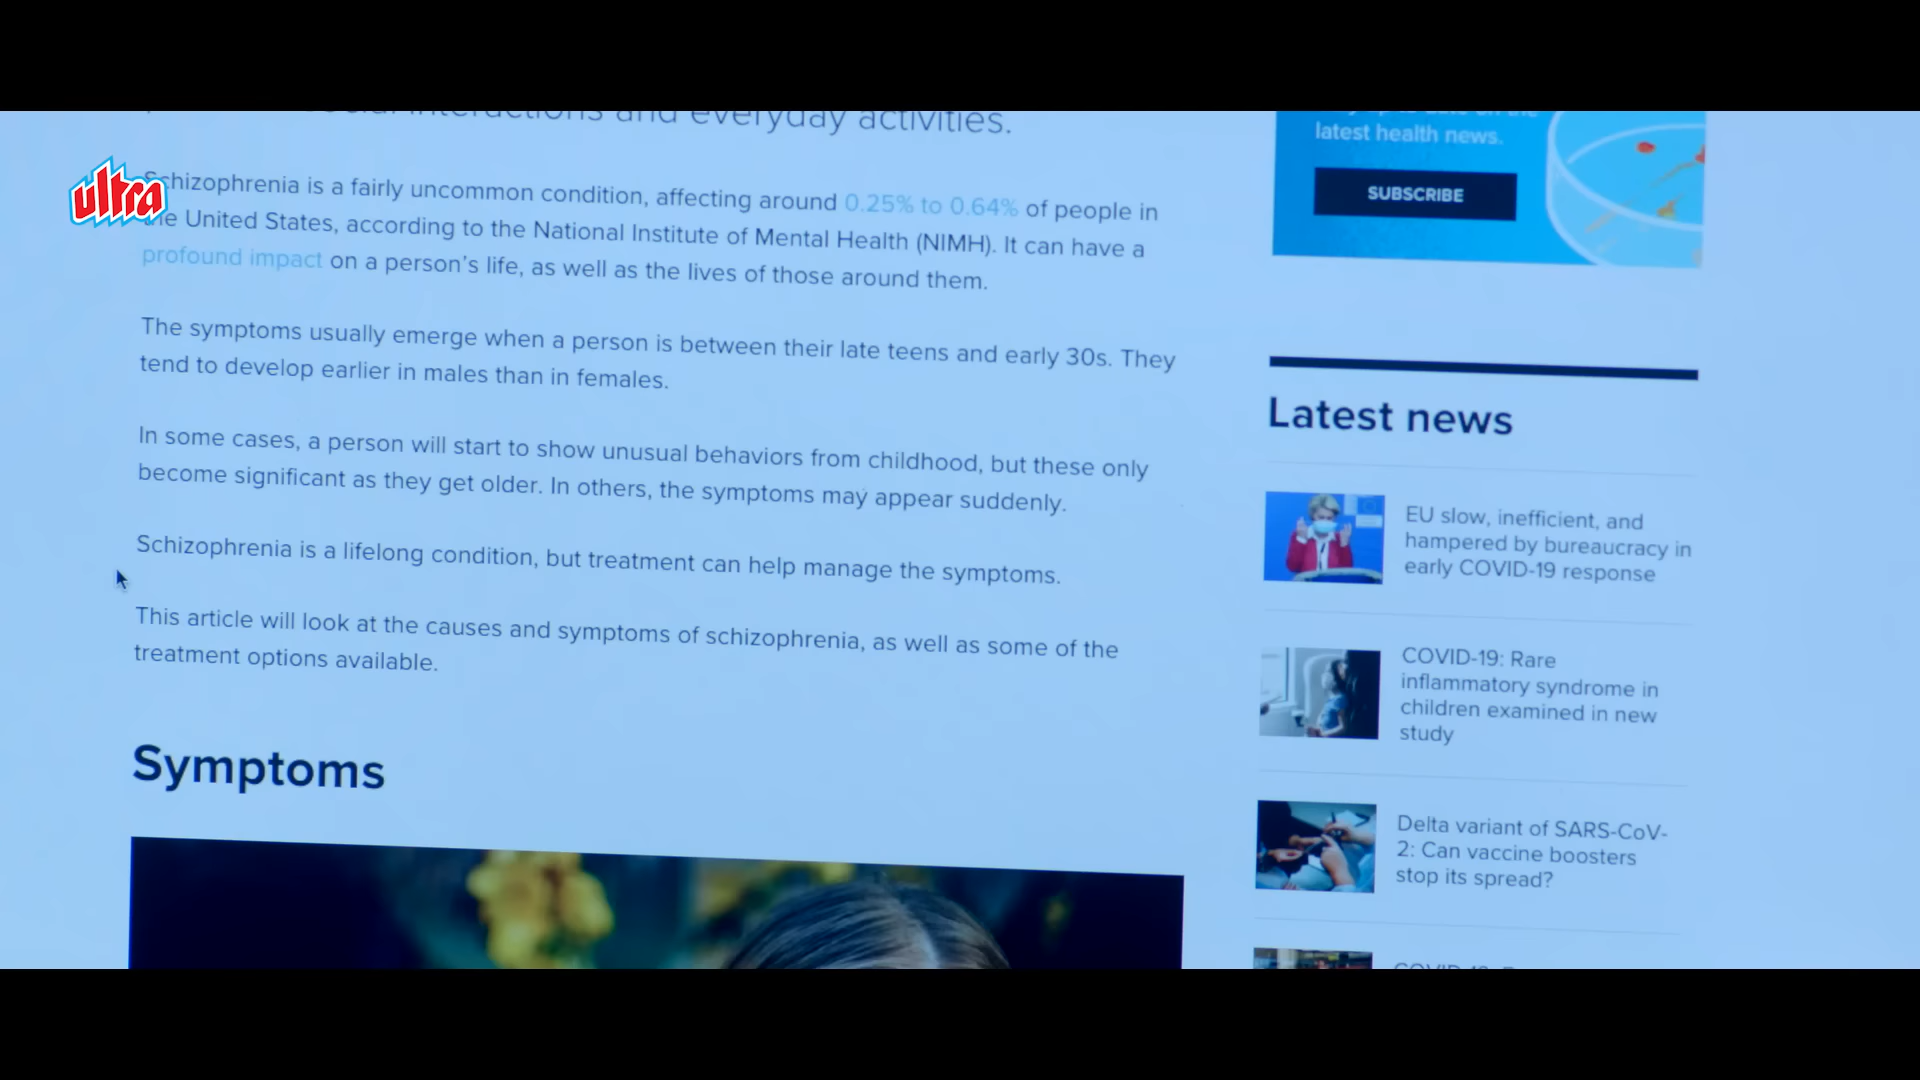 social interactions and everyday activities.
ultra
Schizophrenia is a fairly uncommon condition, affecting around 0.25% to 0.64% of people in
the United States, according to the National Institute of Mental Health (NIMH). It can have a
profound impact on a person's life, as well as the lives of those around them.
The symptoms usually emerge when a person is between their late teens and early 30s. They
tend to develop earlier in males than in females.
In some cases, a person will start to show unusual behaviors from childhood, but these only
become significant as they get older. In others, the symptoms may appear suddenly.
Schizophrenia is a lifelong condition, but treatment can help manage the symptoms.
This article will look at the causes and symptoms of schizophrenia, as well as some of the
treatment options available.
Symptoms
latest health news.
SUBSCRIBE
Latest news
EU slow, inefficient, and
hampered by bureaucracy in
early COVID-19 response
COVID-19: Rare
inflammatory syndrome in
children examined in new
study
Delta variant of SARS-CoV-
2: Can vaccine boosters
stop its spread?
COVID-19: